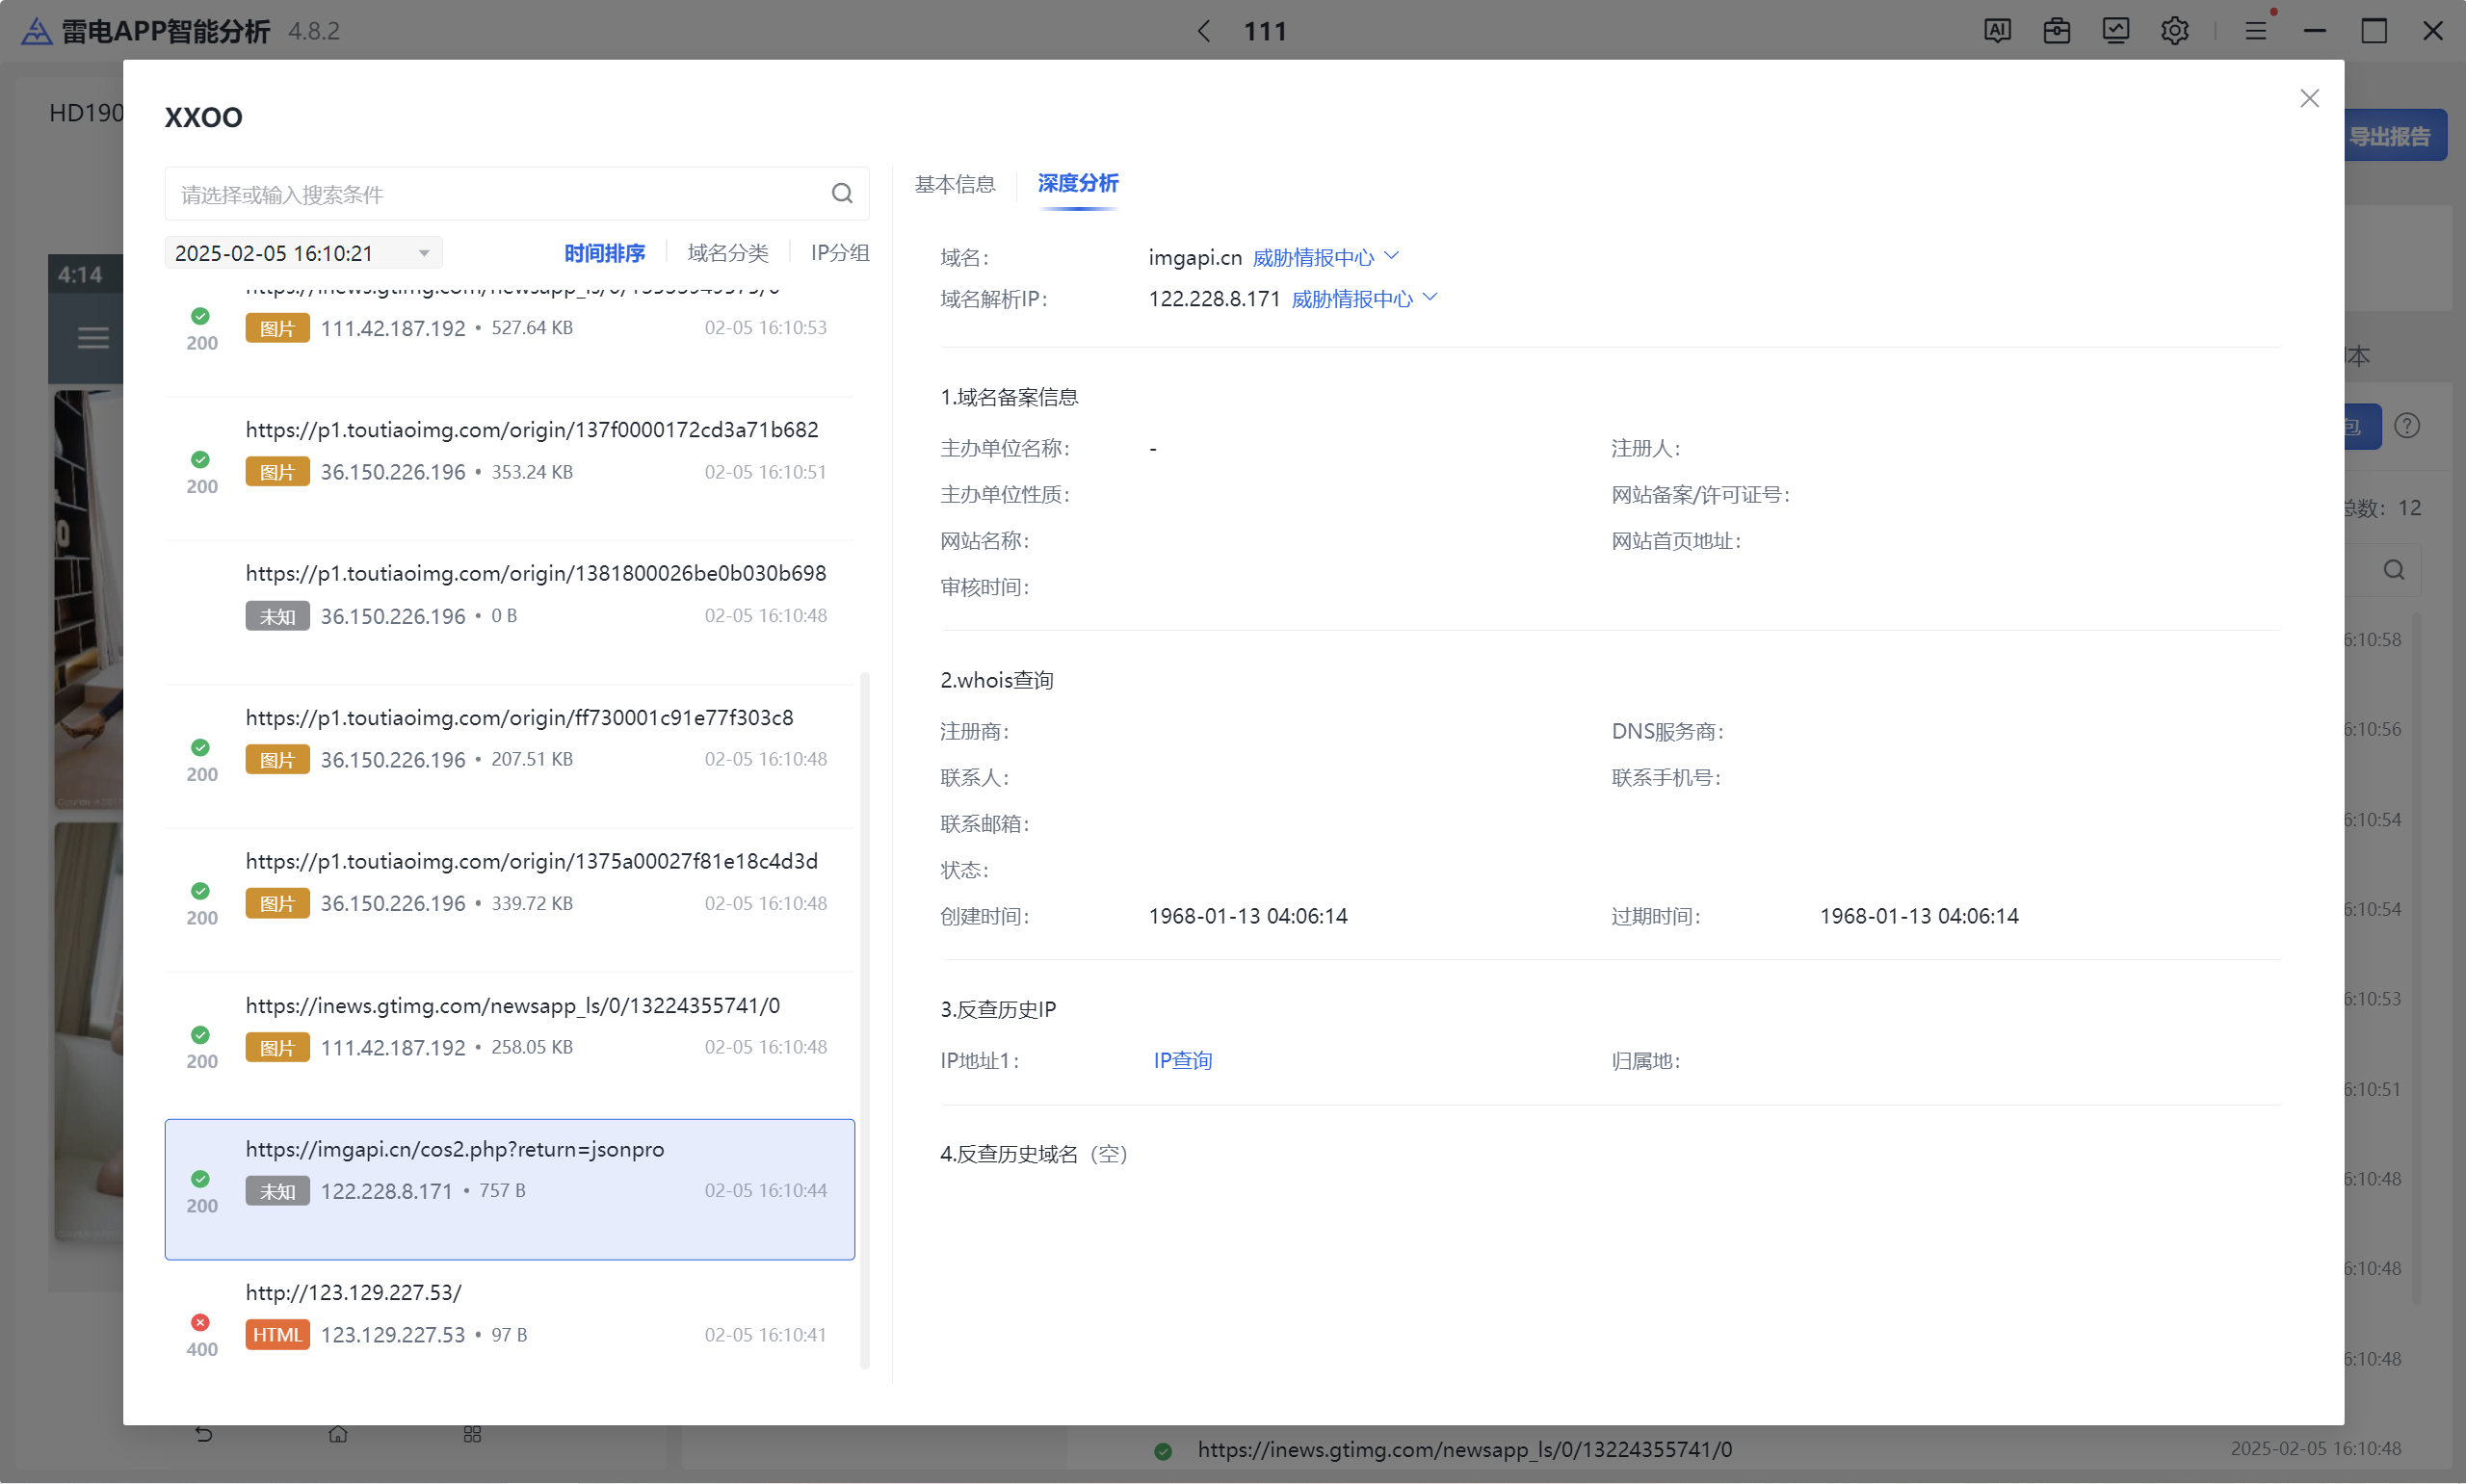 雷电APP智能分析 4.8.2
111
HD190
导出报告
XXOO
请选择或输入搜索条件
2025-02-05 16:10:21
时间排序
域名分类
IP分组
4:14
200
图片 111.42.187.192 • 527.64 KB 02-05 16:10:53
https://p1.toutiaoimg.com/origin/137f0000172cd3a71b682
200
图片 36.150.226.196 • 353.24 KB 02-05 16:10:51
https://p1.toutiaoimg.com/origin/1381800026be0b030b698
未知 36.150.226.196 • 0 B 02-05 16:10:48
https://p1.toutiaoimg.com/origin/ff730001c91e77f303c8
200
图片 36.150.226.196 • 207.51 KB 02-05 16:10:48
https://p1.toutiaoimg.com/origin/1375a00027f81e18c4d3d
200
图片 36.150.226.196 • 339.72 KB 02-05 16:10:48
https://inews.gtimg.com/newsapp_ls/0/13224355741/0
200
图片 111.42.187.192 • 258.05 KB 02-05 16:10:48
https://imgapi.cn/cos2.php?return=jsonpro
200
未知 122.228.8.171 • 757 B 02-05 16:10:44
http://123.129.227.53/
400
HTML 123.129.227.53 • 97 B 02-05 16:10:41
基本信息
深度分析
域名： imgapi.cn 威胁情报中心
域名解析IP： 122.228.8.171 威胁情报中心
1.域名备案信息
主办单位名称： - 注册人：
主办单位性质： 网站备案/许可证号：
网站名称： 网站首页地址：
审核时间：
2.whois查询
注册商： DNS服务商：
联系人： 联系手机号：
联系邮箱：
状态：
创建时间： 1968-01-13 04:06:14 过期时间： 1968-01-13 04:06:14
3.反查历史IP
IP地址1： IP查询 归属地：
4.反查历史域名（空）
本
包
总数：12
6:10:58
6:10:56
6:10:54
6:10:54
6:10:53
6:10:51
6:10:48
6:10:48
6:10:48
https://inews.gtimg.com/newsapp_ls/0/13224355741/0 2025-02-05 16:10:48